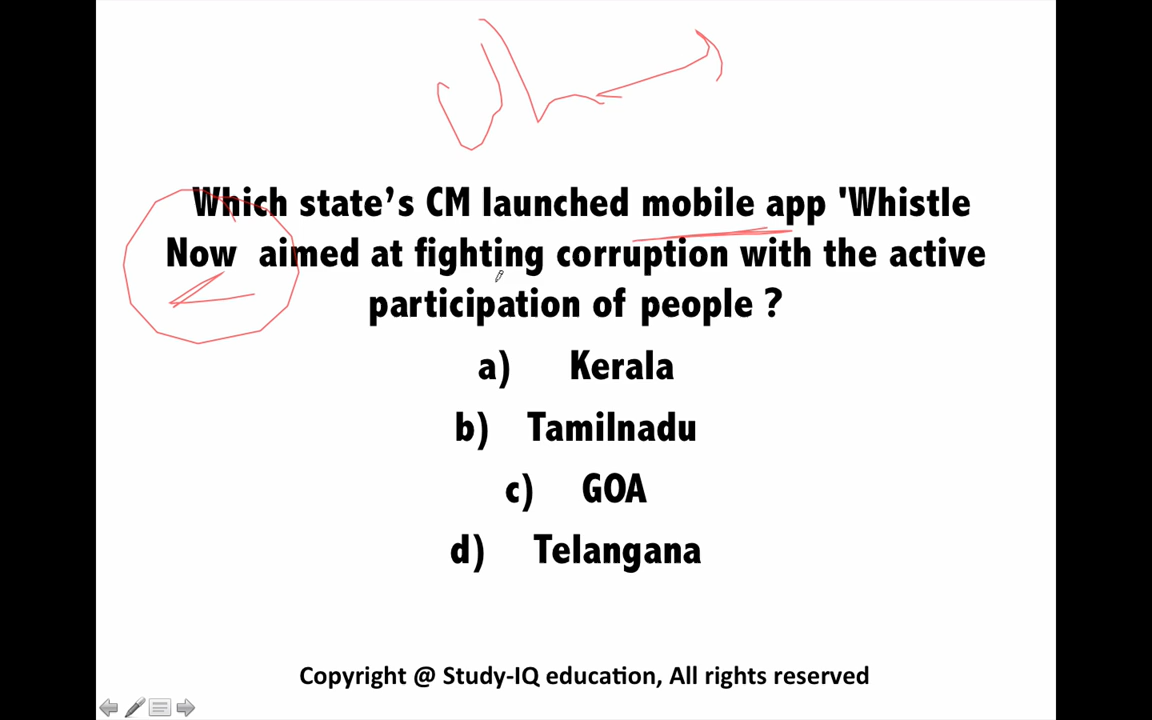 Which state’s CM launched mobile app 'Whistle
Now aimed at fighting corruption with the active
participation of people ?
a) Kerala
b) Tamilnadu
c) GOA
d) Telangana
Copyright @ Study-IQ education, All rights reserved